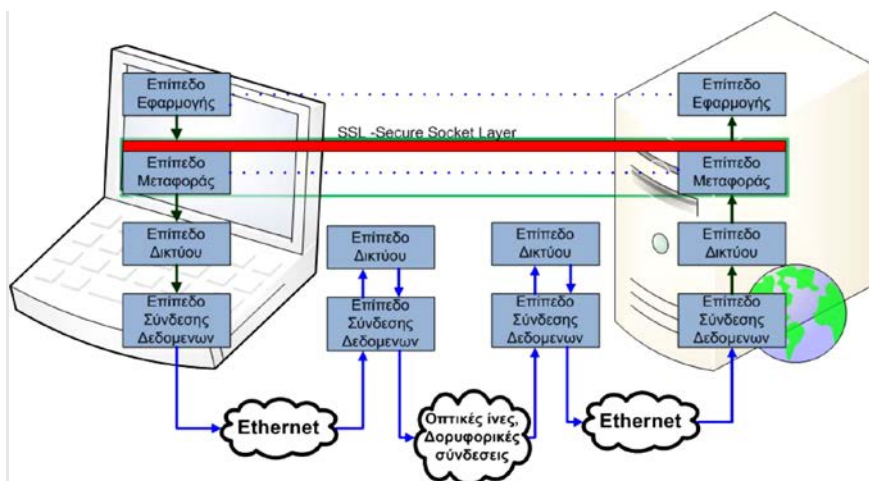 Επίπεδο
Εφαρμογής
Επίπεδο
Εφαρμογής
SSL -Secure Socket Layer
Επίπεδο
Μεταφοράς
Επίπεδο
Μεταφοράς
Επίπεδο
Δικτύου
Επίπεδο
Δικτύου
Επίπεδο
Δικτύου
Επίπεδο
Δικτύου
Επίπεδο
Σύνδεσης
Δεδομενων
Επίπεδο
Σύνδεσης
Δεδομενων
Επίπεδο
Σύνδεσης
Δεδομενων
Επίπεδο
Σύνδεσης
Δεδομενων
Ethernet
Οπτικές ίνες,
Δορυφορικές
σύνδεσεις
Ethernet